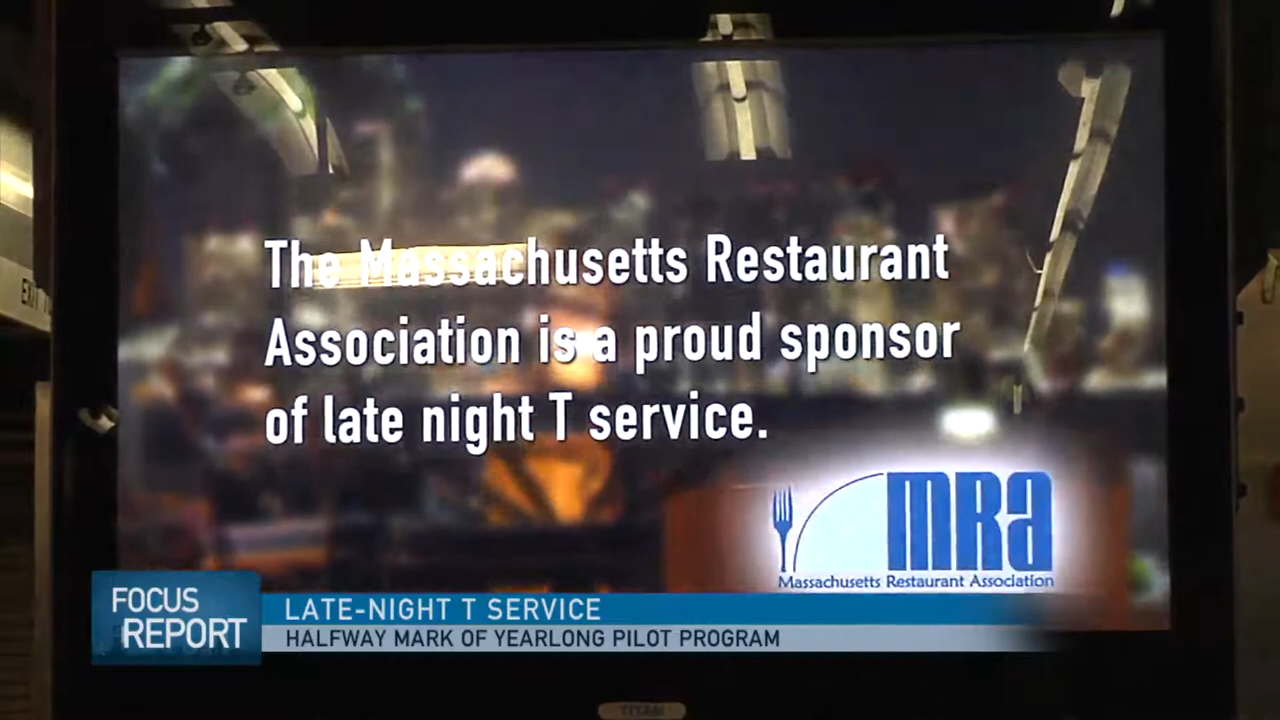 The Massachusetts Restaurant
Association is a proud sponsor
of late night T service.
mRa
Massachusetts Restaurant Association
FOCUS
REPORT
LATE-NIGHT T SERVICE
HALFWAY MARK OF YEARLONG PILOT PROGRAM